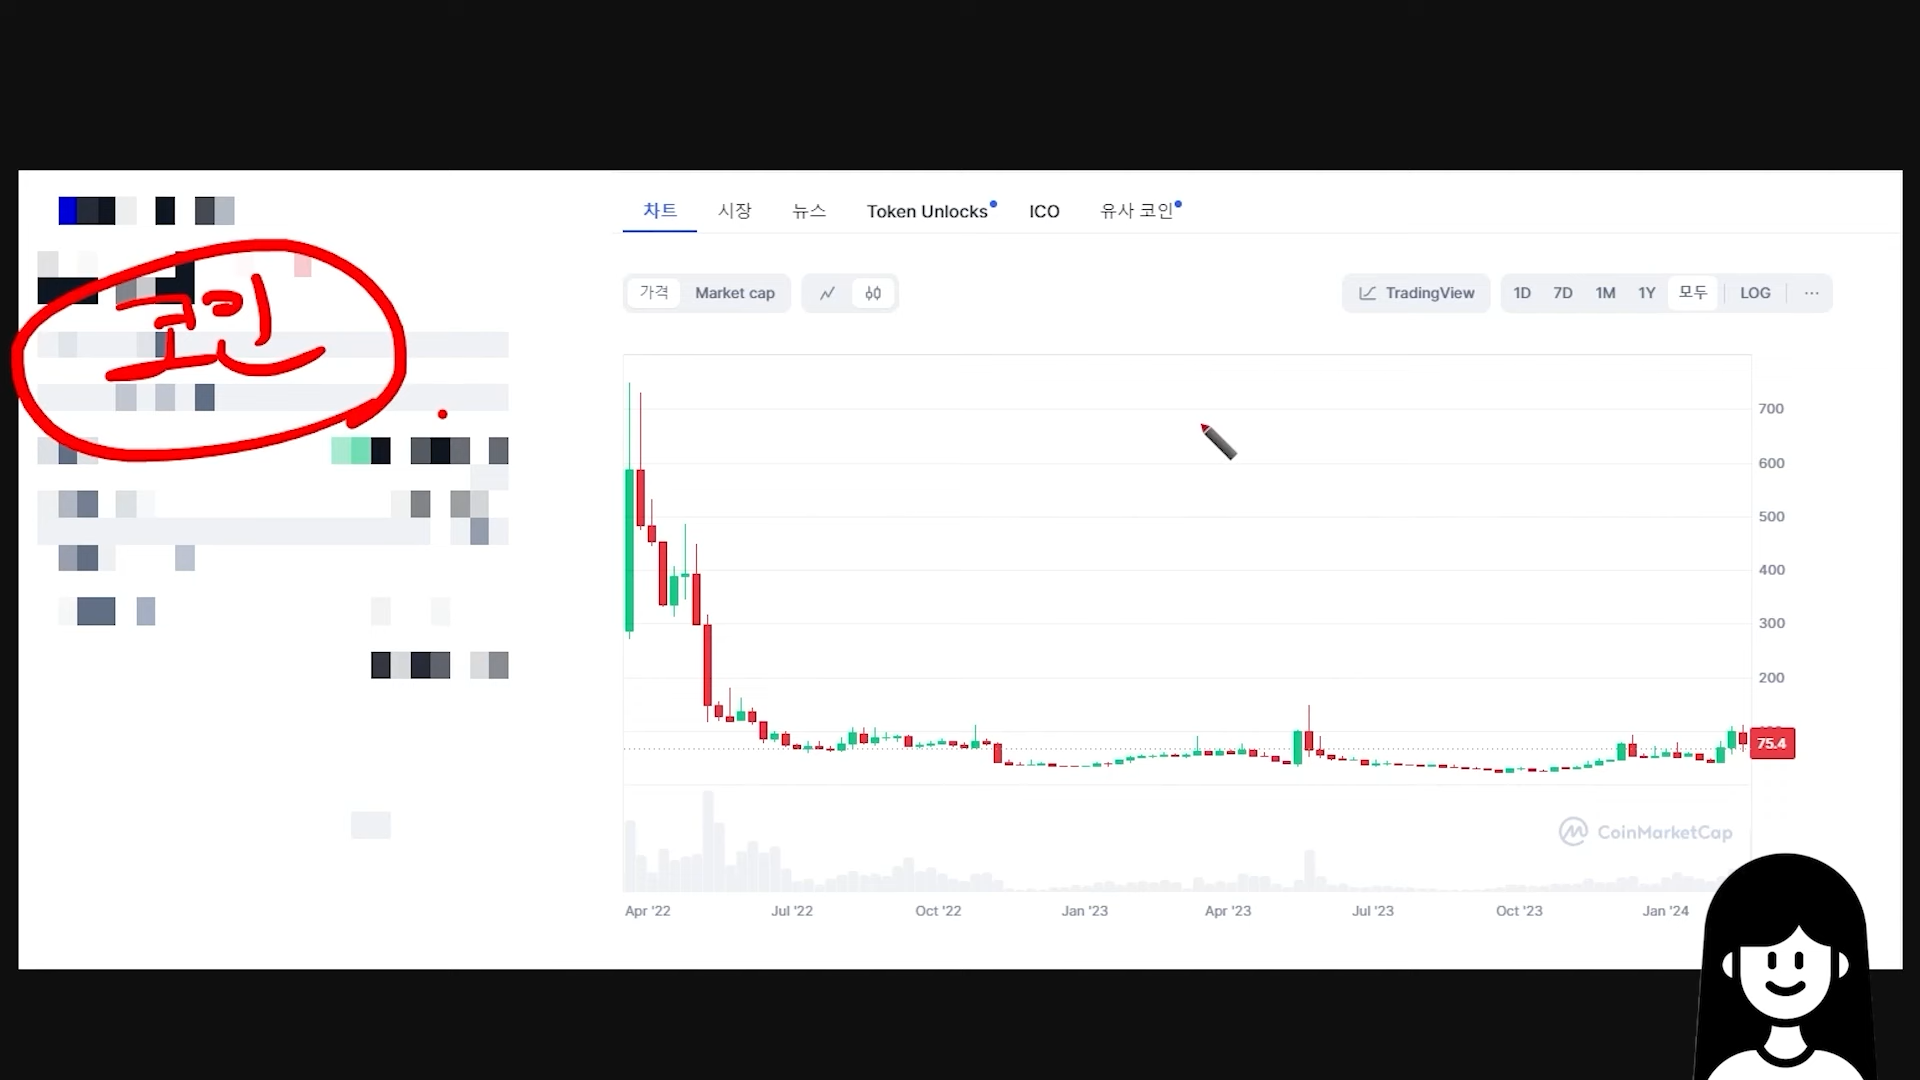 차트 시장 뉴스 Token Unlocks ICO 유사 코인
가격 Market cap TradingView 1D 7D 1M 1Y 모두 LOG ...
코인
700
600
500
400
300
200
75.4
CoinMarketCap
Apr '22 Jul '22 Oct '22 Jan '23 Apr '23 Jul '23 Oct '23 Jan '24